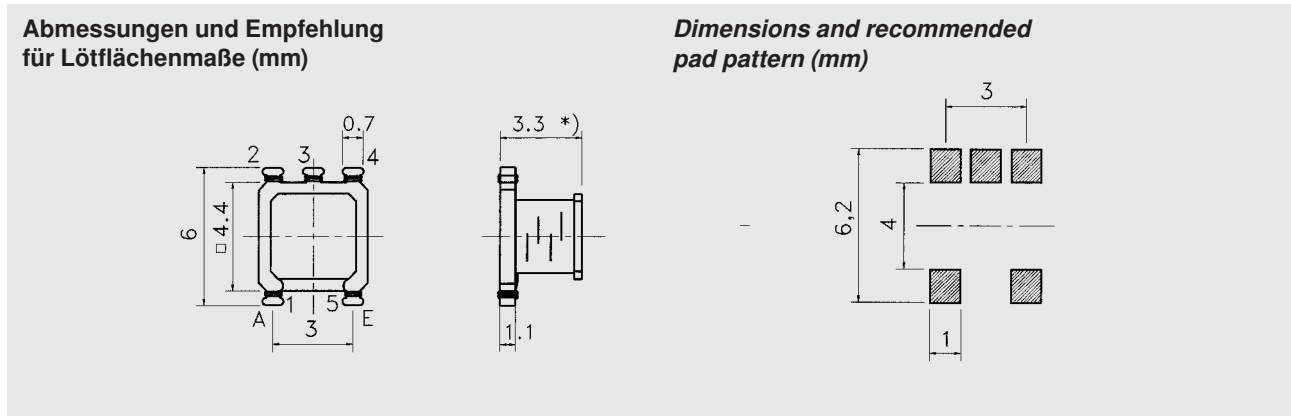 Abmessungen und Empfehlung
für Lötflächenmaße (mm)
Dimensions and recommended
pad pattern (mm)
0.7
2 3 4
6
□4.4
A 1 5 E
3
3.3 *)
1.1
3
6,2
4
1